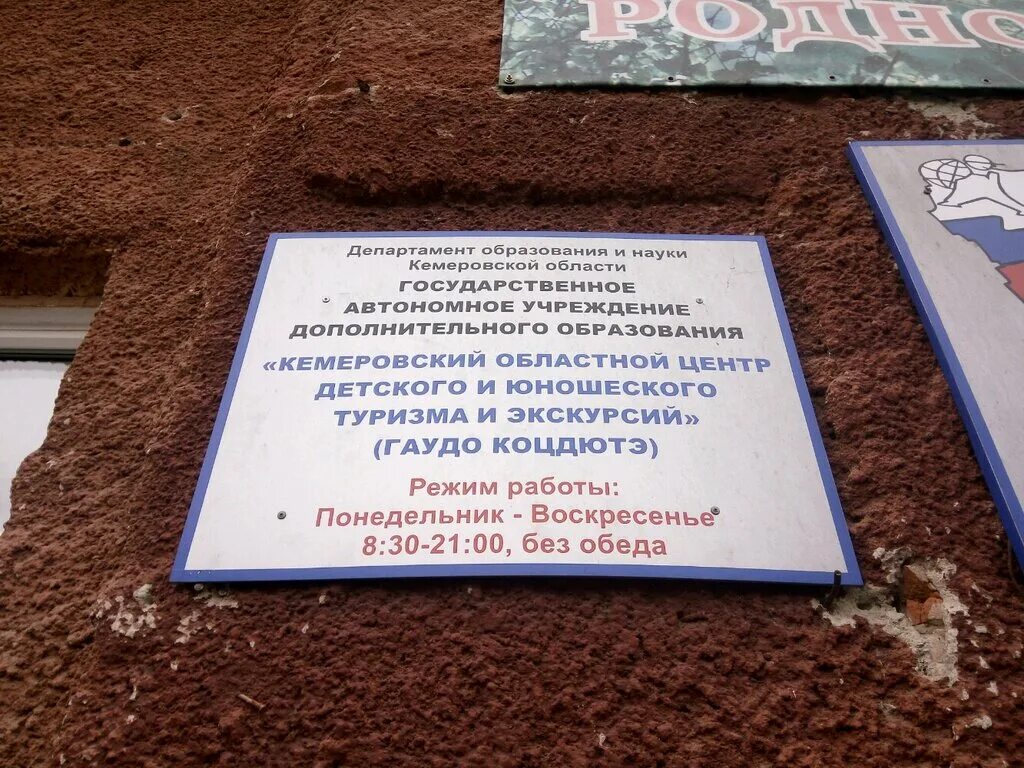 РОДНО
Департамент образования и науки
Кемеровской области
ГОСУДАРСТВЕННОЕ
АВТОНОМНОЕ УЧРЕЖДЕНИЕ
ДОПОЛНИТЕЛЬНОГО ОБРАЗОВАНИЯ
«КЕМЕРОВСКИЙ ОБЛАСТНОЙ ЦЕНТР
ДЕТСКОГО И ЮНОШЕСКОГО
ТУРИЗМА И ЭКСКУРСИЙ»
(ГАУДО КОЦДЮТЭ)
Режим работы:
Понедельник - Воскресенье
8:30-21:00, без обеда